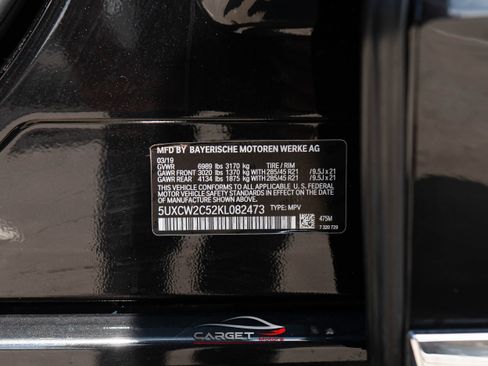 MFD BY BAYERISCHE MOTOREN WERKE AG
03/19
GVWR 6989 lbs 3170 kg TIRE / RIM
GAWR FRONT 3020 lbs 1370 kg WITH 285/45 R21 /9.5J x 21
GAWR REAR 4134 lbs 1875 kg WITH 285/45 R21 /9.5J x 21
THIS VEHICLE CONFORMS TO ALL APPLICABLE U. S. FEDERAL
MOTOR VEHICLE SAFETY STANDARDS IN EFFECT ON THE DATE
OF MANUFACTURE SHOWN ABOVE.
5UXCW2C52KL082473 TYPE: MPV
475M
7 320 729
CARGET
Motors